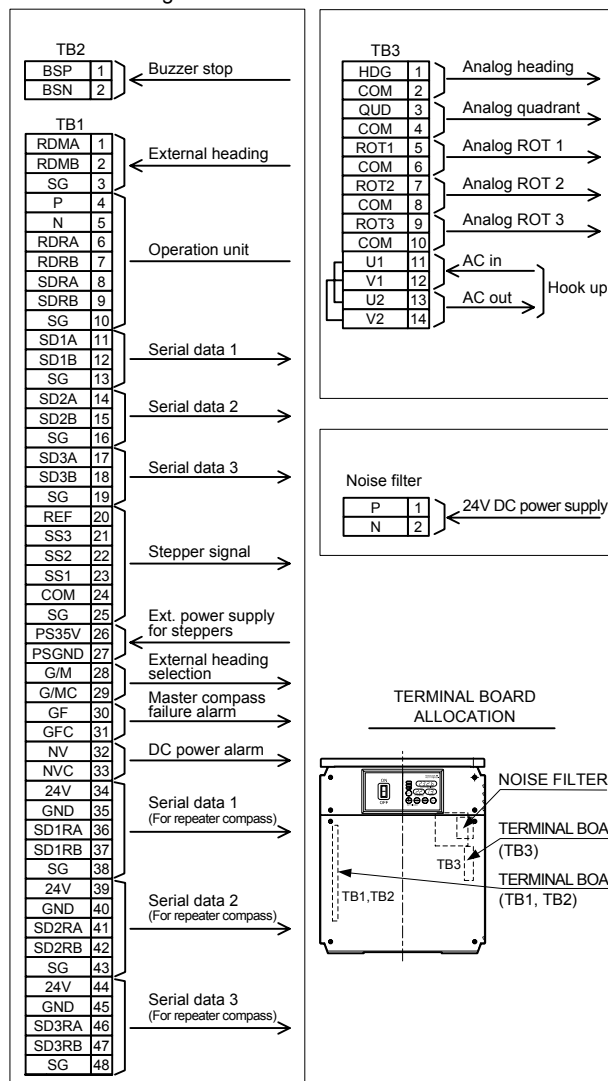 TB2
BSP 1
BSN 2
Buzzer stop
TB1
RDMA 1
RDMB 2
SG 3
External heading
P 4
N 5
RDRA 6
RDRB 7
SDRA 8
SDRB 9
SG 10
Operation unit
SD1A 11
SD1B 12
SG 13
Serial data 1
SD2A 14
SD2B 15
SG 16
Serial data 2
SD3A 17
SD3B 18
SG 19
Serial data 3
REF 20
SS3 21
SS2 22
SS1 23
COM 24
SG 25
Stepper signal
PS35V 26
PSGND 27
Ext. power supply
for steppers
G/M 28
G/MC 29
External heading
selection
GF 30
GFC 31
Master compass
failure alarm
NV 32
NVC 33
DC power alarm
24V 34
GND 35
SD1RA 36
SD1RB 37
SG 38
Serial data 1
(For repeater compass)
24V 39
GND 40
SD2RA 41
SD2RB 42
SG 43
Serial data 2
(For repeater compass)
24V 44
GND 45
SD3RA 46
SD3RB 47
SG 48
Serial data 3
(For repeater compass)
TB3
HDG 1
COM 2
Analog heading
QUD 3
COM 4
Analog quadrant
ROT1 5
COM 6
Analog ROT 1
ROT2 7
COM 8
Analog ROT 2
ROT3 9
COM 10
Analog ROT 3
U1 11
V1 12
AC in
U2 13
V2 14
AC out
Hook up
Noise filter
P 1
N 2
24V DC power supply
TERMINAL BOARD
ALLOCATION
ON
OFF
NOISE FILTER
TERMINAL BOA
(TB3)
TB3
TERMINAL BOA
(TB1, TB2)
TB1,TB2